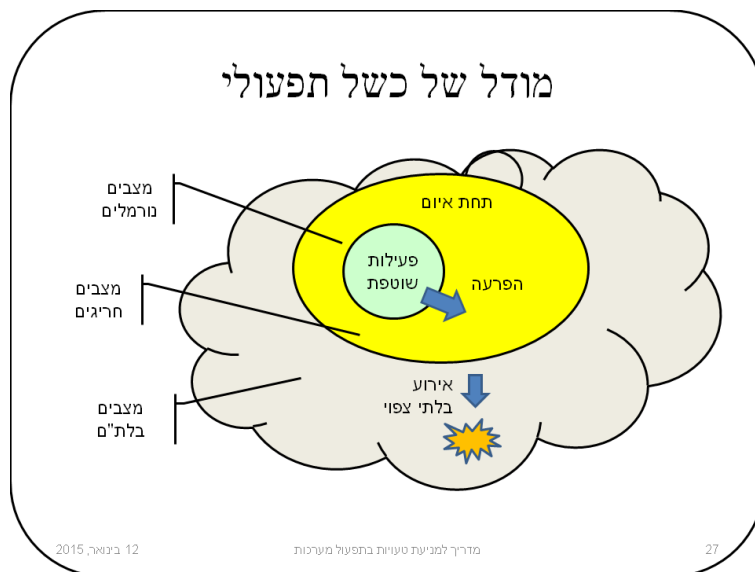 מודל של כשל תפעולי
מצבים
נורמלים
תחת איום
פעילות
שוטפת
הפרעה
מצבים
חריגים
אירוע
בלתי צפוי
מצבים
בלת"ם
12 בינואר, 2015
מדריך למניעת טעויות בתפעול מערכות
27